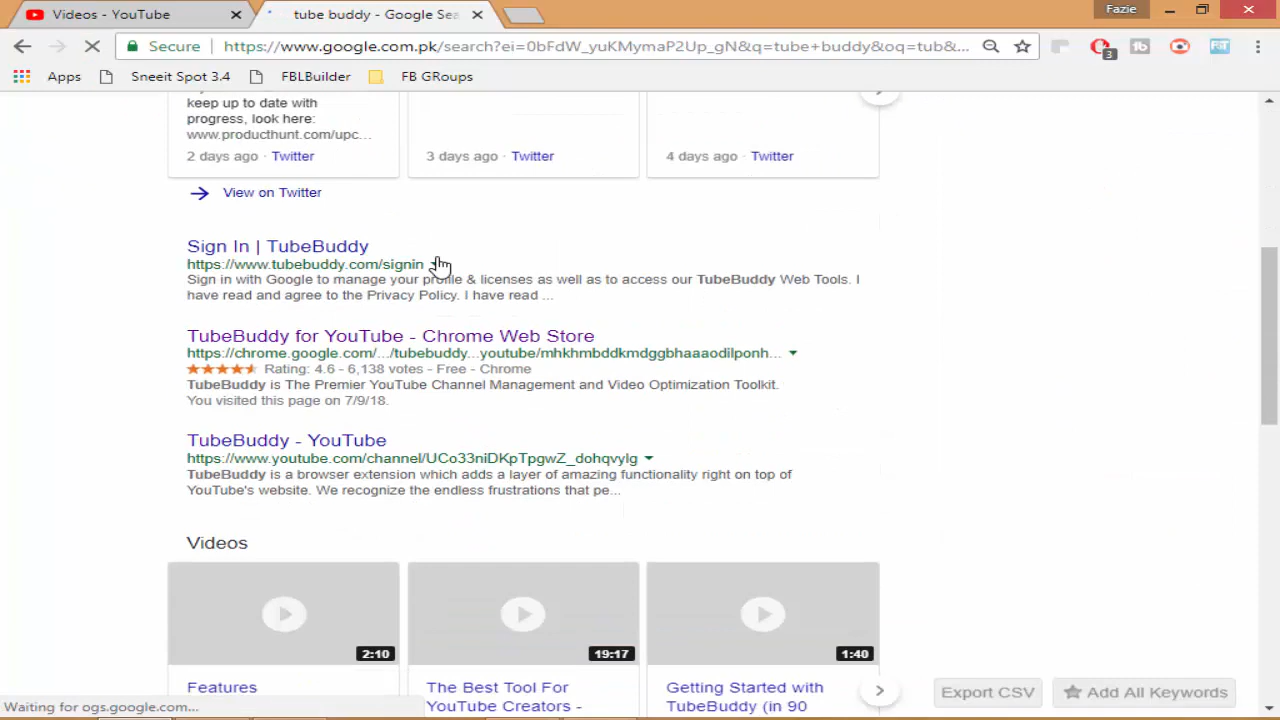 Videos - YouTube
tube buddy - Google Sea
Fazie
Secure
https://www.google.com.pk/search?ei=0bFdW_yuKMymaP2Up_gN&q=tube+buddy&oq=tub&...
3
Apps
Sneeit Spot 3.4
FBLBuilder
FB GRoups
keep up to date with
progress, look here:
www.producthunt.com/upc...
2 days ago · Twitter
3 days ago · Twitter
4 days ago · Twitter
View on Twitter
Sign In | TubeBuddy
https://www.tubebuddy.com/signin
Sign in with Google to manage your profile & licenses as well as to access our TubeBuddy Web Tools. I
have read and agree to the Privacy Policy. I have read ...
TubeBuddy for YouTube - Chrome Web Store
https://chrome.google.com/.../tubebuddy...youtube/mhkhmbddkmdggbhaaaodilponh...
Rating: 4.6 - 6,138 votes - Free - Chrome
TubeBuddy is The Premier YouTube Channel Management and Video Optimization Toolkit.
You visited this page on 7/9/18.
TubeBuddy - YouTube
https://www.youtube.com/channel/UCo33niDKpTpgwZ_dohqvylg
TubeBuddy is a browser extension which adds a layer of amazing functionality right on top of
YouTube's website. We recognize the endless frustrations that pe...
Videos
2:10
19:17
1:40
Features
The Best Tool For
YouTube Creators -
Getting Started with
TubeBuddy (in 90
Export CSV
Add All Keywords
Waiting for ogs.google.com...